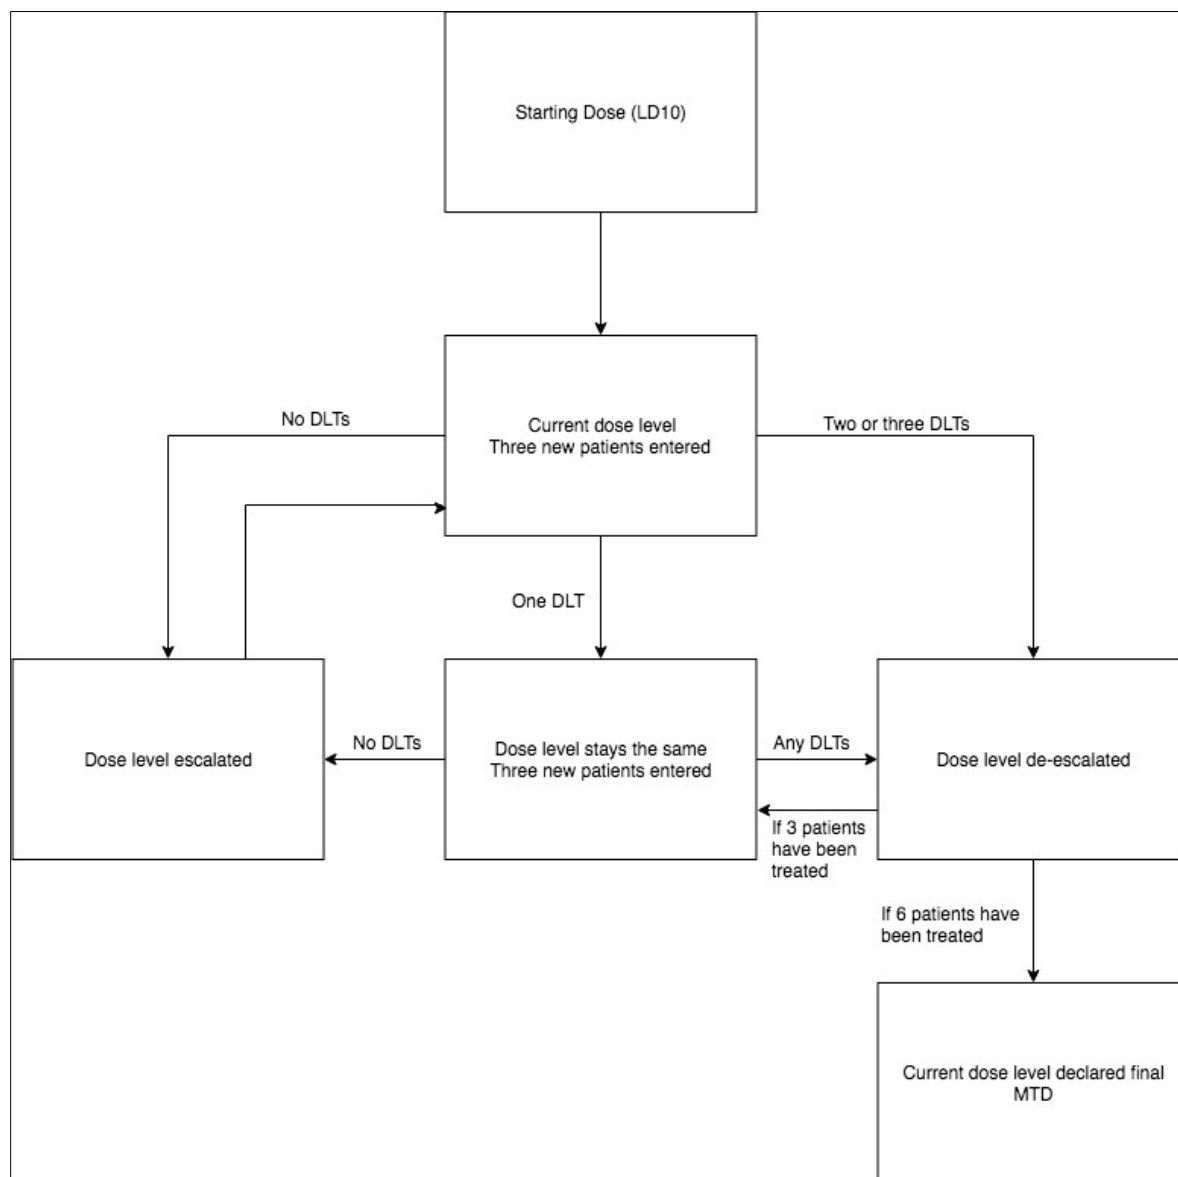 Starting Dose (LD10)
No DLTs
Current dose level
Three new patients entered
Two or three DLTs
One DLT
Dose level escalated
No DLTs
Dose level stays the same
Three new patients entered
Any DLTs
Dose level de-escalated
If 3 patients
have been
treated
If 6 patients have
been treated
Current dose level declared final
MTD